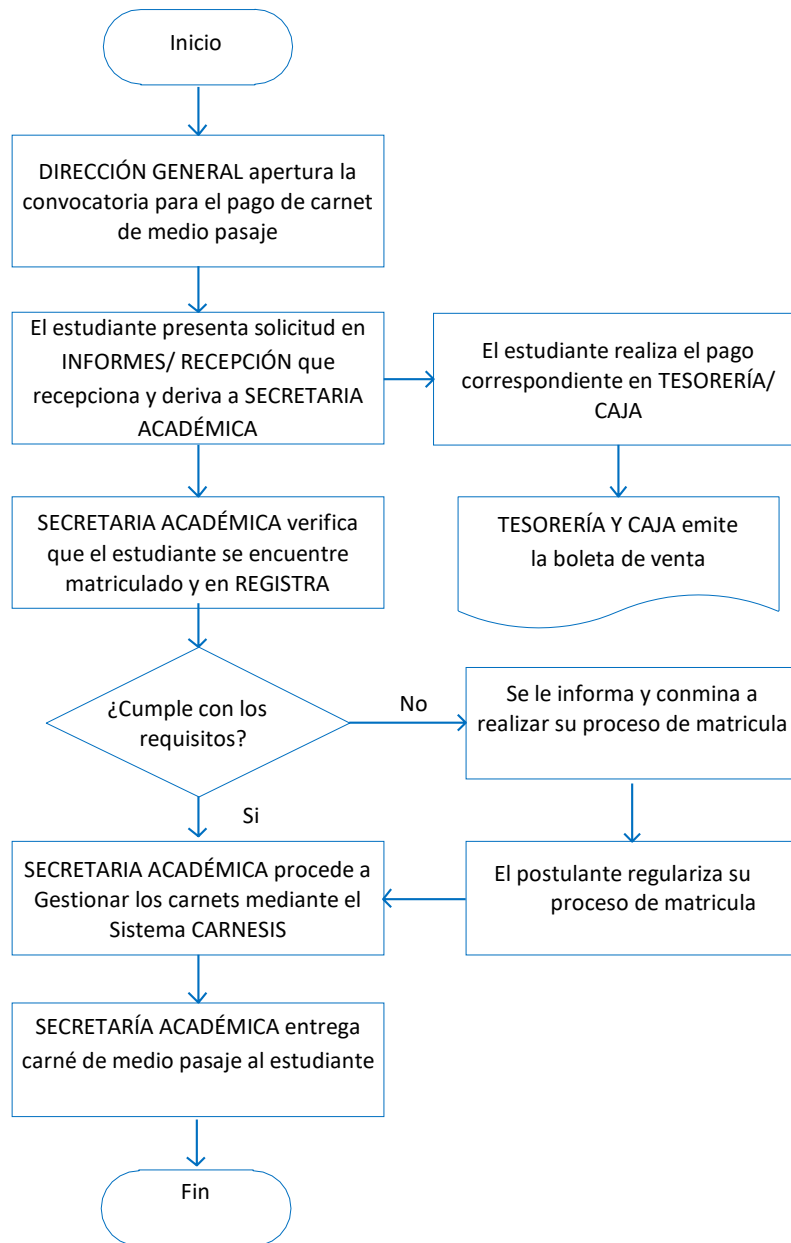 Inicio
DIRECCIÓN GENERAL apertura la
convocatoria para el pago de carnet
de medio pasaje
El estudiante presenta solicitud en
INFORMES/ RECEPCIÓN que
recepciona y deriva a SECRETARIA
ACADÉMICA
El estudiante realiza el pago
correspondiente en TESORERÍA/
CAJA
SECRETARIA ACADÉMICA verifica
que el estudiante se encuentre
matriculado y en REGISTRA
TESORERÍA Y CAJA emite
la boleta de venta
¿Cumple con los
requisitos?
No
Se le informa y conmina a
realizar su proceso de matricula
Si
SECRETARIA ACADÉMICA procede a
Gestionar los carnets mediante el
Sistema CARNESIS
El postulante regulariza su
proceso de matricula
SECRETARÍA ACADÉMICA entrega
carné de medio pasaje al estudiante
Fin